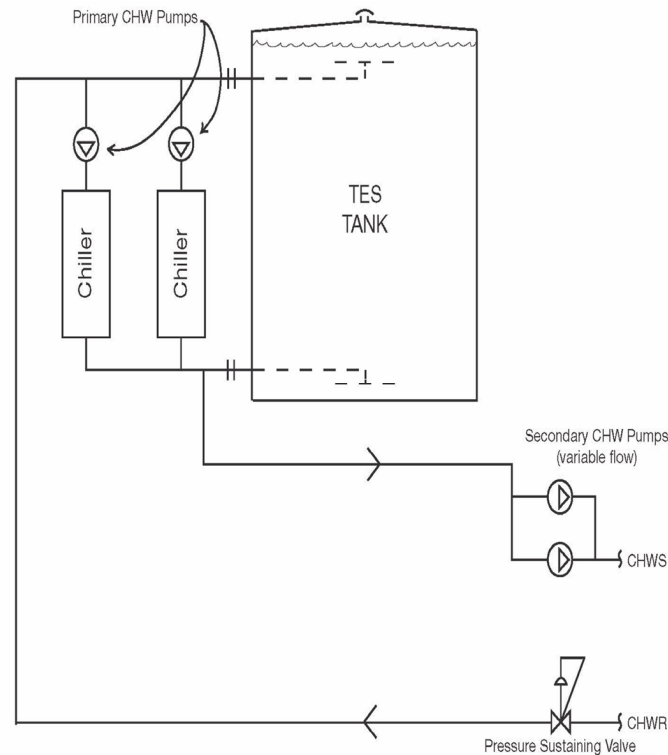 Primary CHW Pumps
TES
TANK
Chiller
Chiller
Secondary CHW Pumps
(variable flow)
CHWS
CHWR
Pressure Sustaining Valve